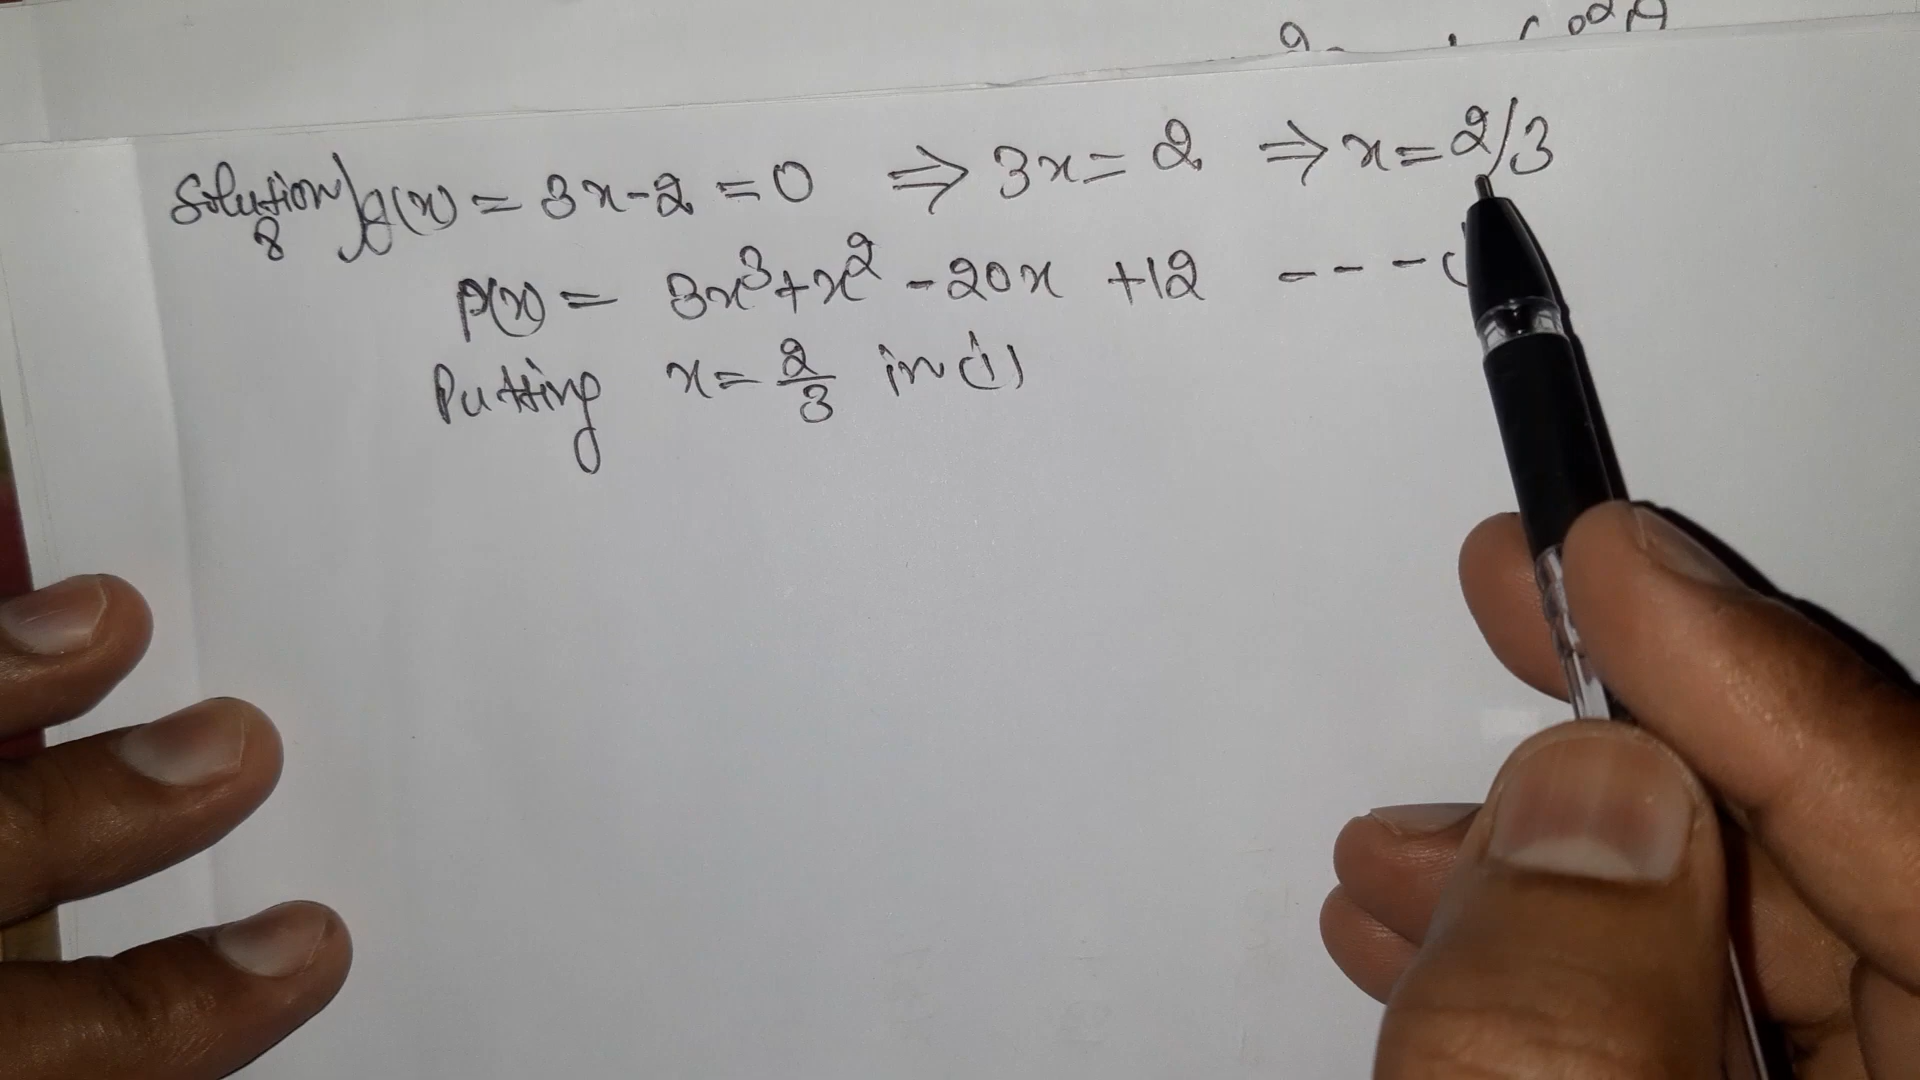 Solution) g(x) = 3x-2 = 0 ⇒ 3x = 2 ⇒ x = 2/3
8
p(x) = 3x³+x² -20x +12 ----
Putting x = 2/3 in (i)